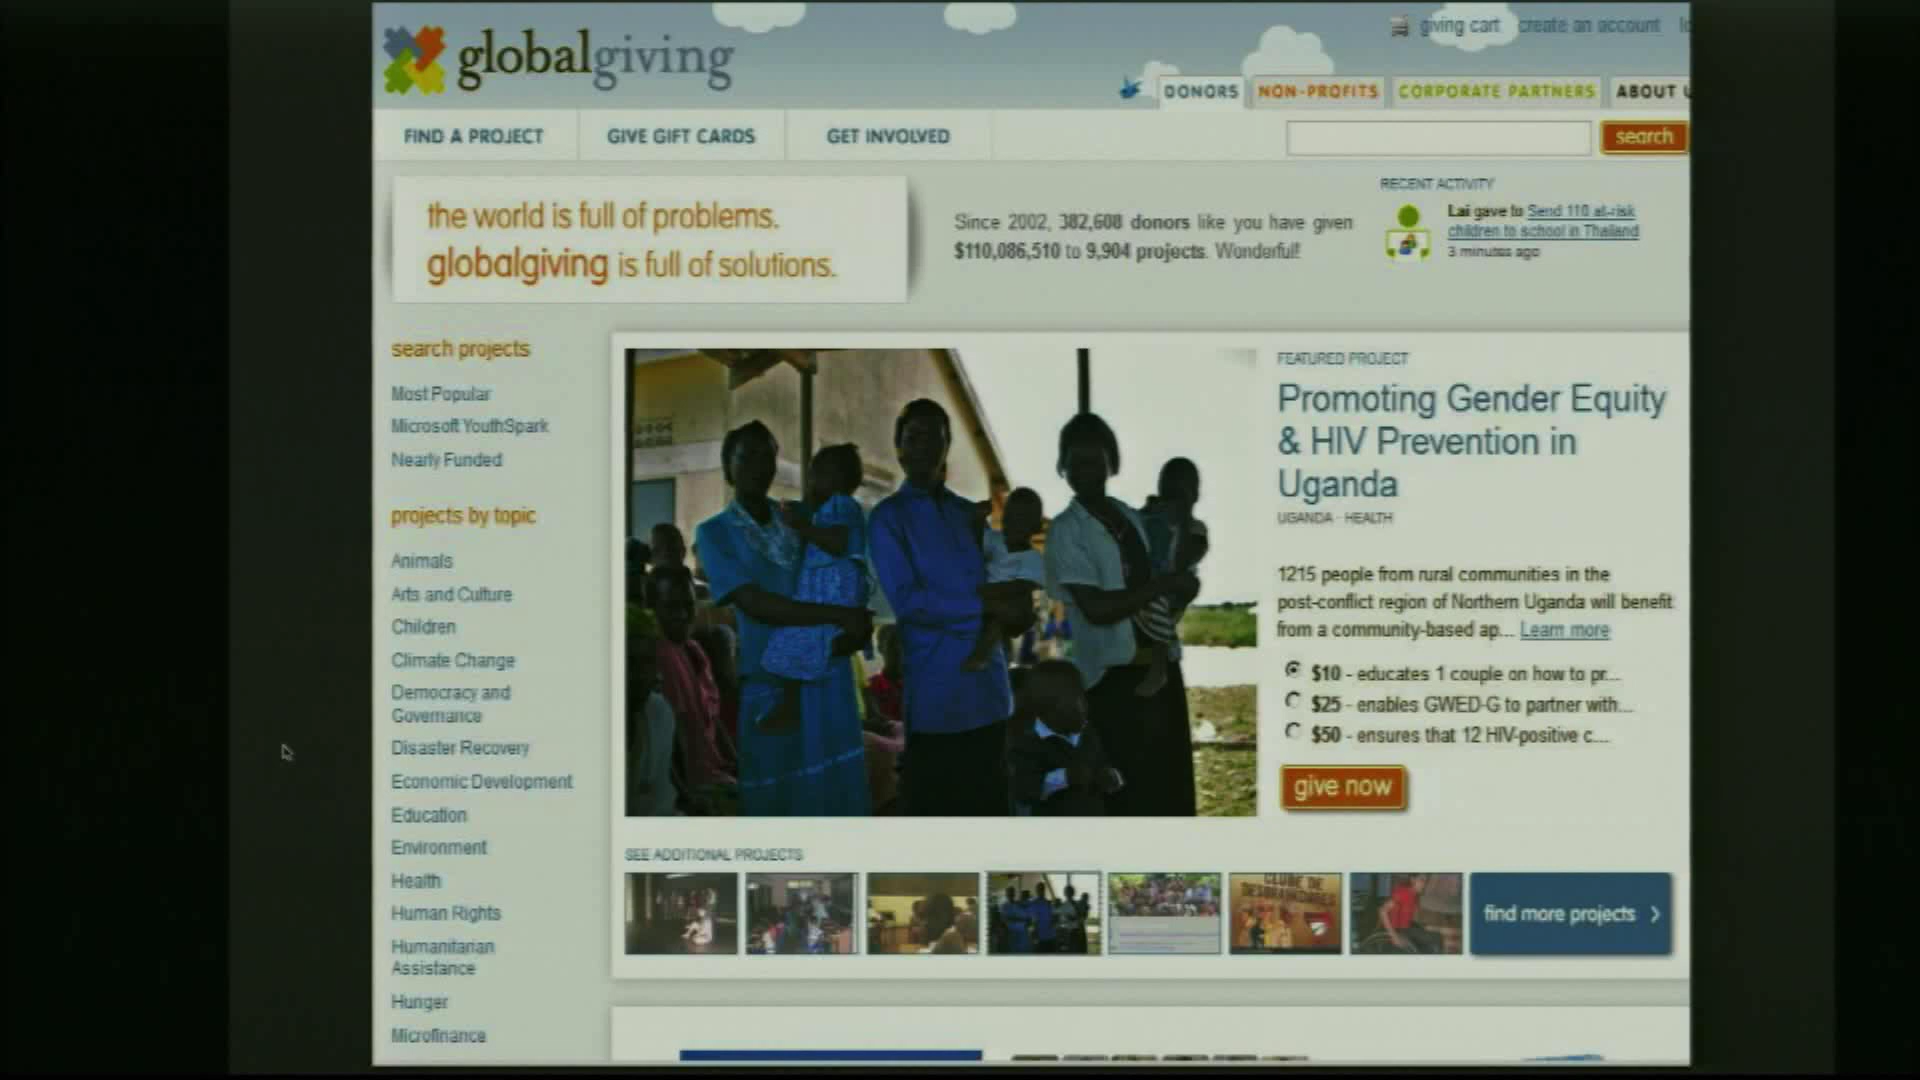 globalgiving
giving cart create an account
DONORS NON-PROFITS CORPORATE PARTNERS ABOUT
FIND A PROJECT GIVE GIFT CARDS GET INVOLVED
search
the world is full of problems.
globalgiving is full of solutions.
Since 2002, 382,608 donors like you have given
$110,086,510 to 9,904 projects. Wonderful!
RECENT ACTIVITY
Lai gave to Send 110 at-risk
children to school in Thailand
3 minutes ago
search projects
Most Popular
Microsoft YouthSpark
Nearly Funded
projects by topic
Animals
Arts and Culture
Children
Climate Change
Democracy and
Governance
Disaster Recovery
Economic Development
Education
Environment
Health
Human Rights
Humanitarian
Assistance
Hunger
Microfinance
FEATURED PROJECT
Promoting Gender Equity
& HIV Prevention in
Uganda
UGANDA - HEALTH
1215 people from rural communities in the
post-conflict region of Northern Uganda will benefit
from a community-based ap... Learn more
$10 - educates 1 couple on how to pr...
$25 - enables GWED-G to partner with...
$50 - ensures that 12 HIV-positive c...
give now
SEE ADDITIONAL PROJECTS
CLUBE DE
find more projects >